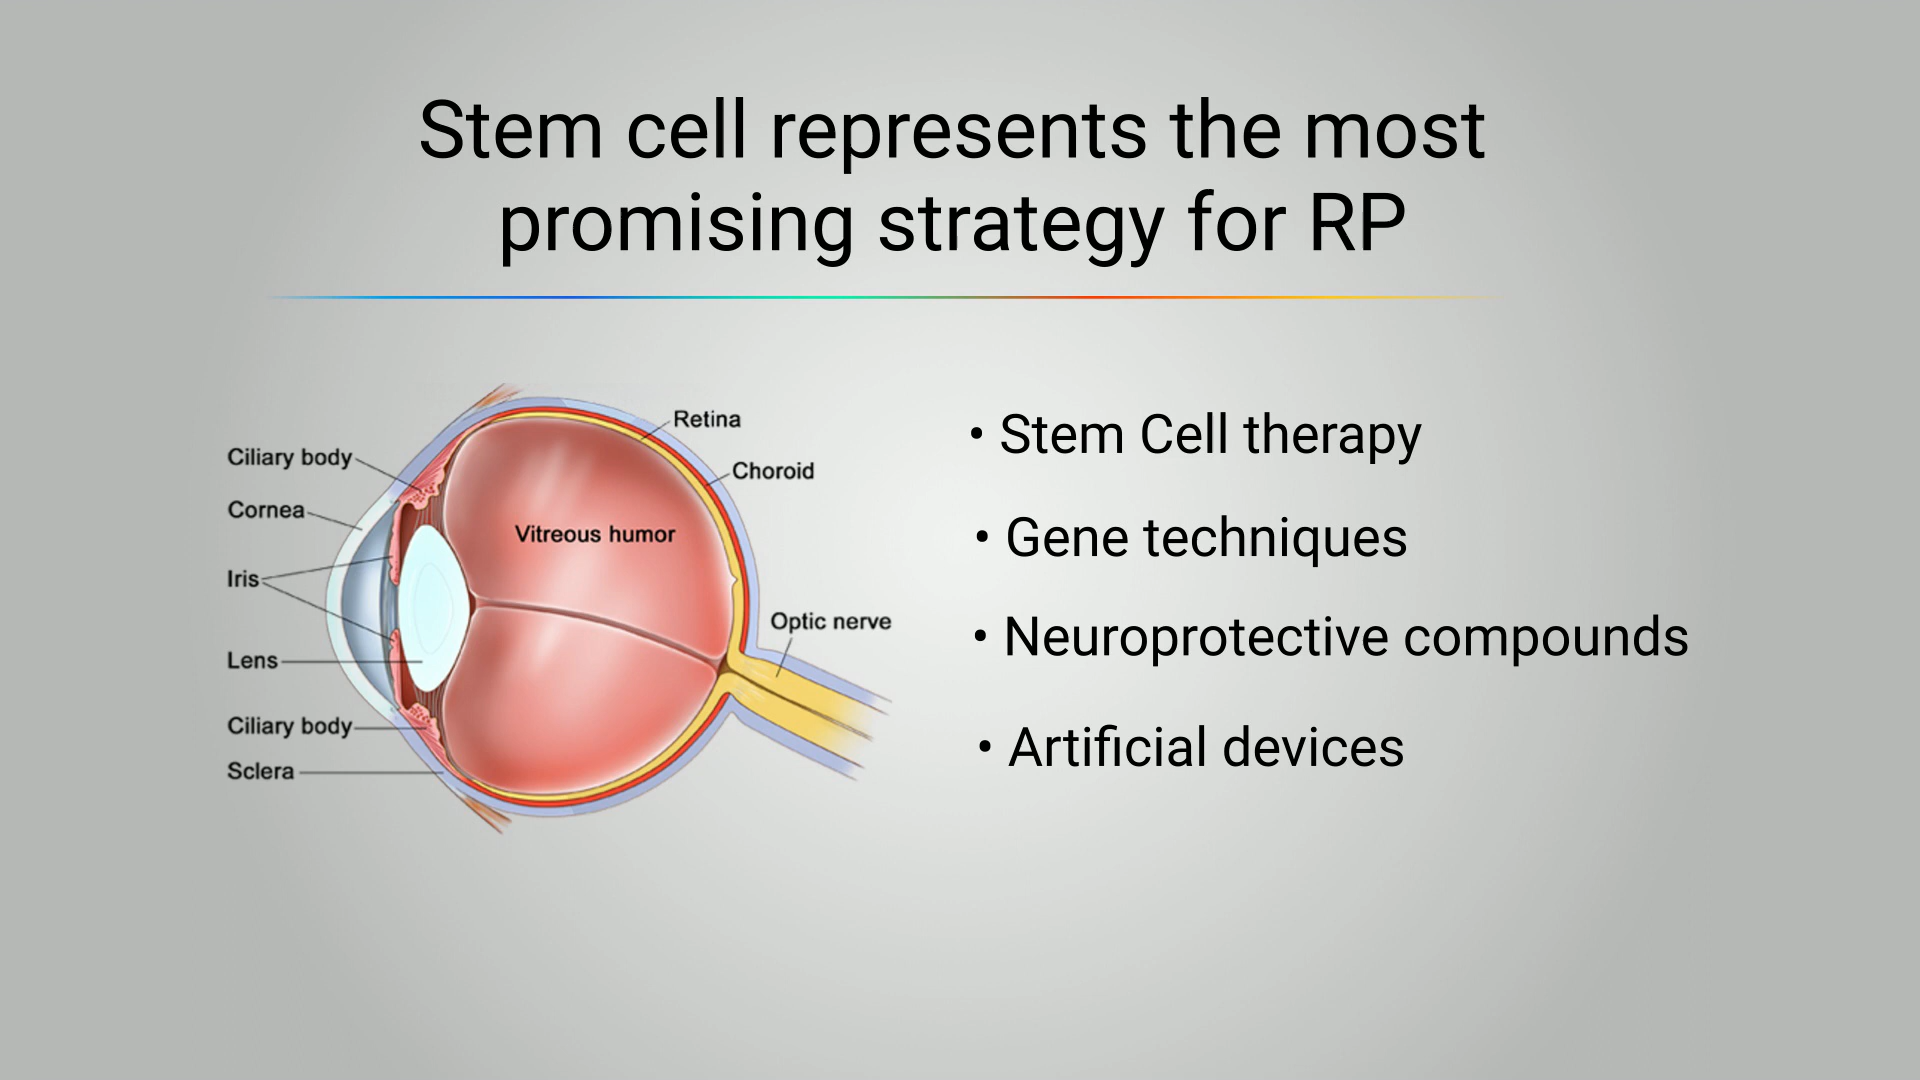 Stem cell represents the most
promising strategy for RP
Retina
Ciliary body
Choroid
Cornea
Vitreous humor
Iris
Optic nerve
Lens
Ciliary body
Sclera
• Stem Cell therapy
• Gene techniques
• Neuroprotective compounds
• Artificial devices